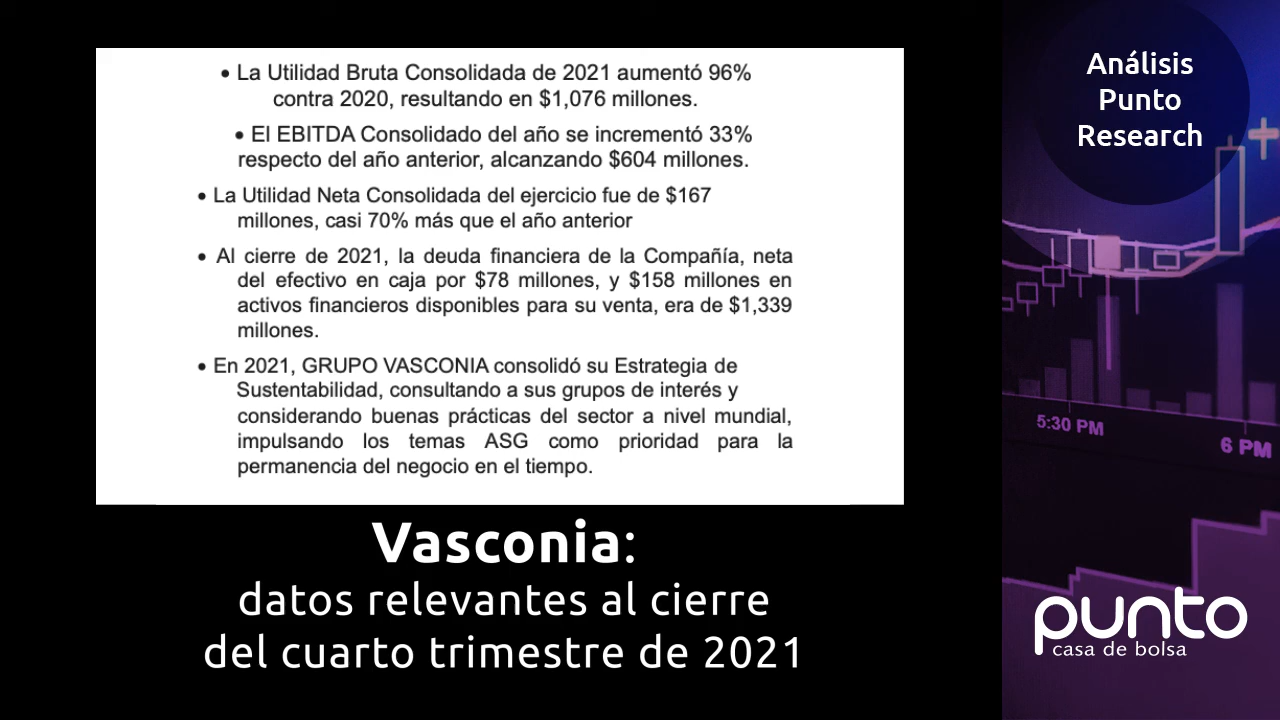 • La Utilidad Bruta Consolidada de 2021 aumentó 96%
contra 2020, resultando en $1,076 millones.
• El EBITDA Consolidado del año se incrementó 33%
respecto del año anterior, alcanzando $604 millones.
• La Utilidad Neta Consolidada del ejercicio fue de $167
millones, casi 70% más que el año anterior
• Al cierre de 2021, la deuda financiera de la Compañía, neta
del efectivo en caja por $78 millones, y $158 millones en
activos financieros disponibles para su venta, era de $1,339
millones.
• En 2021, GRUPO VASCONIA consolidó su Estrategia de
Sustentabilidad, consultando a sus grupos de interés y
considerando buenas prácticas del sector a nivel mundial,
impulsando los temas ASG como prioridad para la
permanencia del negocio en el tiempo.
Vasconia:
datos relevantes al cierre
del cuarto trimestre de 2021
Análisis
Punto
Research
5:30 PM
6 PM
punto
casa de bolsa